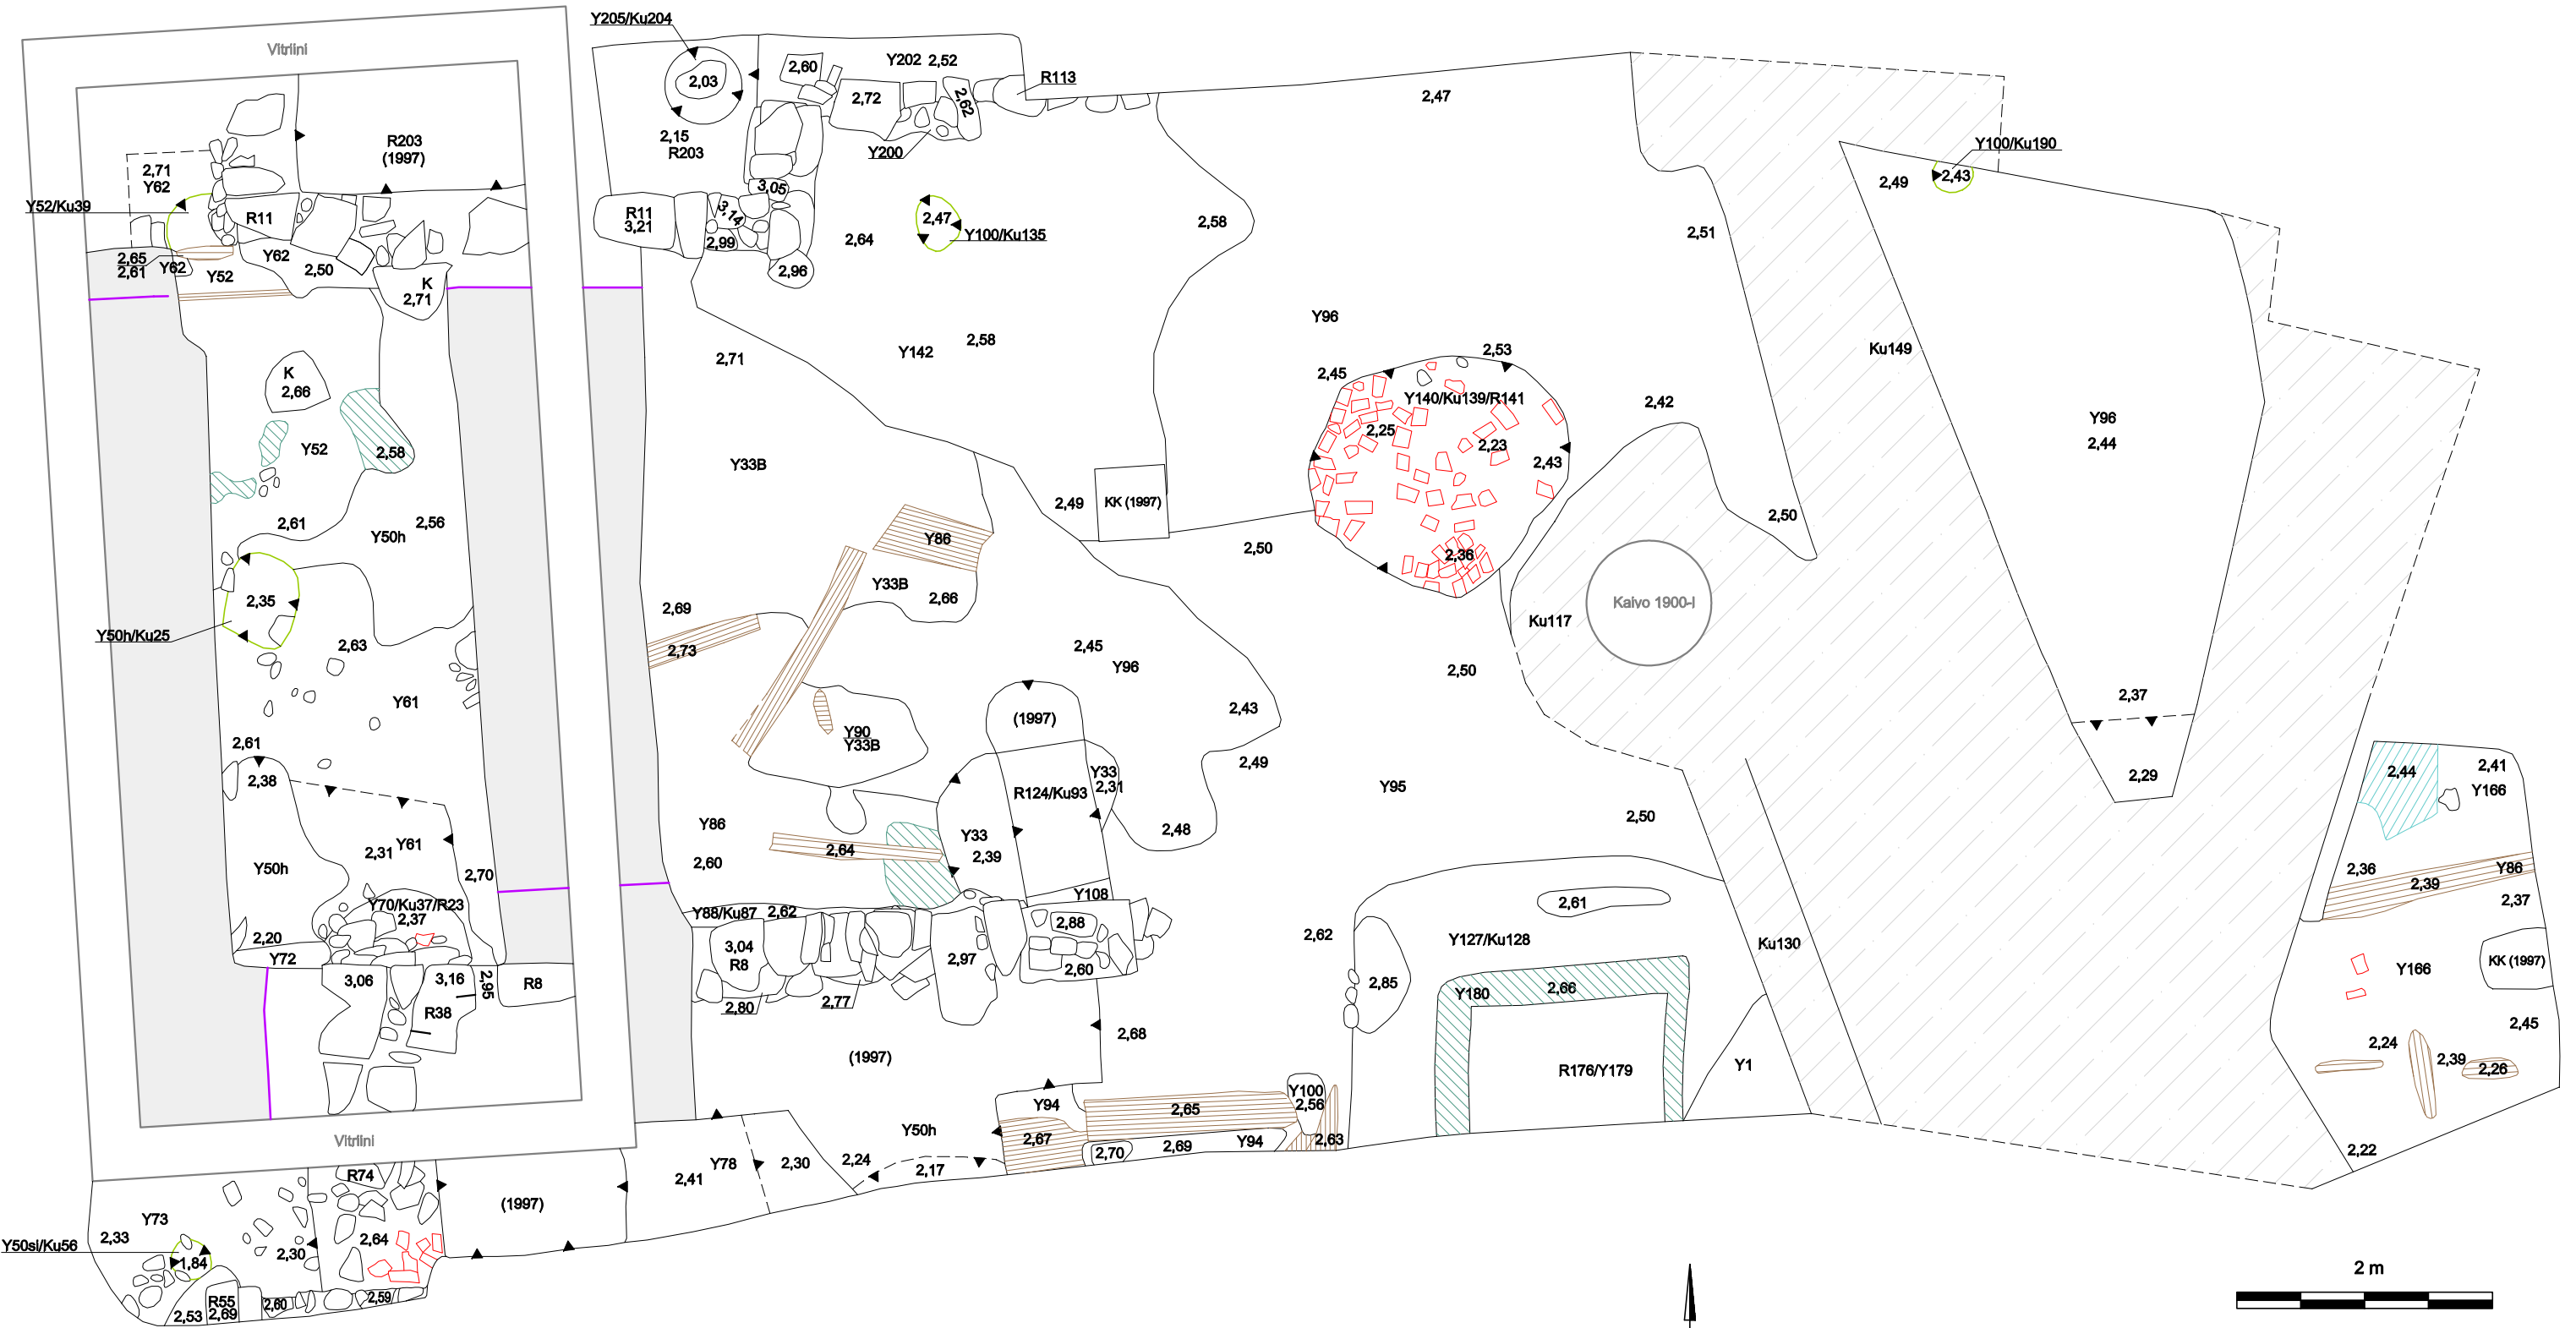 Vitriini
2,71
Y62
Y52/Ku39
R203
(1997)
R11
2,65
2,61
Y62
Y52
Y62
2,50
K
2,71
K
2,66
Y52
2,58
2,61
Y50h
2,56
2,35
Y50h/Ku25
2,63
Y61
2,61
2,38
Y50h
2,31
Y61
2,70
Y70/Ku37/R23
2,37
2,20
Y72
3,06
3,16
2,95
R8
R38
Vitriini
R74
Y73
2,33
Y50si/Ku56
1,84
2,30
2,64
R55
2,53
2,69
2,60
2,59
(1997)
Y205/Ku204
2,03
2,15
R203
2,60
Y202
2,52
2,72
2,62
R113
Y200
3,05
R11
3,21
3,14
2,99
2,96
2,64
2,47
Y100/Ku135
2,58
2,47
2,51
2,71
Y142
2,58
Y96
Y33B
2,49
KK (1997)
2,45
2,53
Y140/Ku139/R141
2,25
2,23
2,43
2,36
2,42
2,50
2,50
Y86
Y33B
2,66
2,69
2,73
2,45
Y96
2,43
2,49
Y90
Y33B
(1997)
R124/Ku93
Y33
2,31
Y33
2,39
2,48
Y86
2,60
2,64
Y108
Y88/Ku87
2,62
3,04
R8
2,80
2,77
2,97
2,88
2,60
(1997)
2,68
Y94
2,67
2,65
Y100
2,56
2,63
2,70
2,69
Y94
Y50h
2,24
2,17
2,30
Y78
2,41
Ku117
Kaivo 1900-l
2,50
Y95
2,50
2,61
2,62
Y127/Ku128
2,85
Y180
2,66
R176/Y179
Y1
Ku130
Ku149
2,49
2,43
Y100/Ku190
Y96
2,44
2,37
2,29
2,44
2,41
Y166
2,36
2,39
Y86
2,37
Y166
KK (1997)
2,45
2,24
2,39
2,26
2,22
2 m